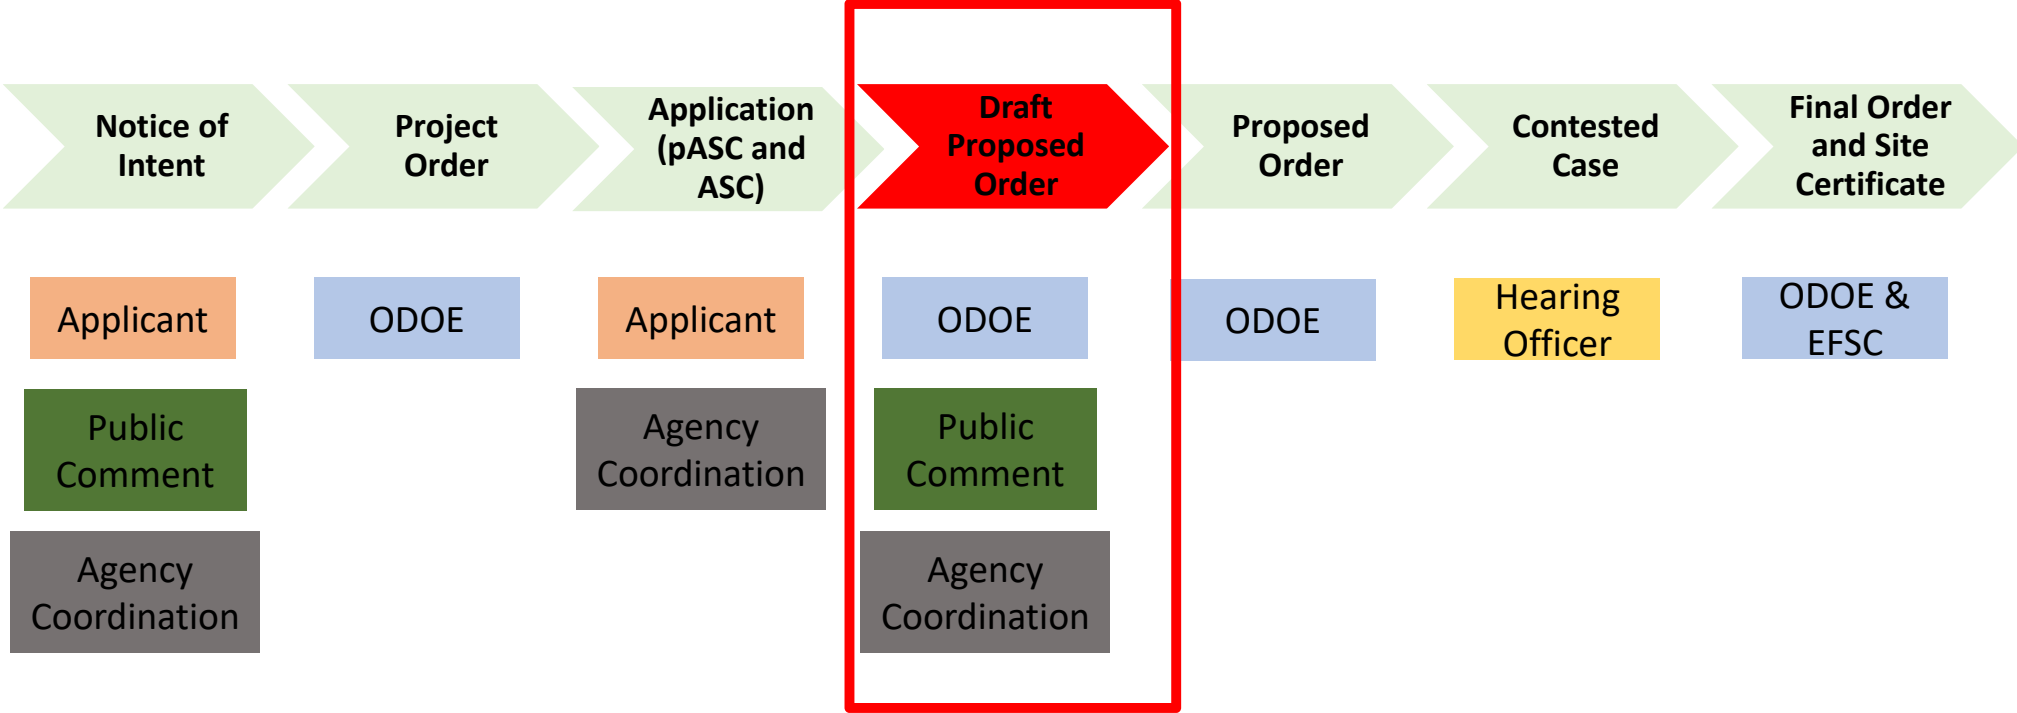 Notice of
Intent
Project
Order
Application
(pASC and
ASC)
Draft
Proposed
Order
Proposed
Order
Contested
Case
Final Order
and Site
Certificate
Applicant
ODOE
Applicant
ODOE
ODOE
Hearing
Officer
ODOE &
EFSC
Public
Comment
Agency
Coordination
Public
Comment
Agency
Coordination
Agency
Coordination